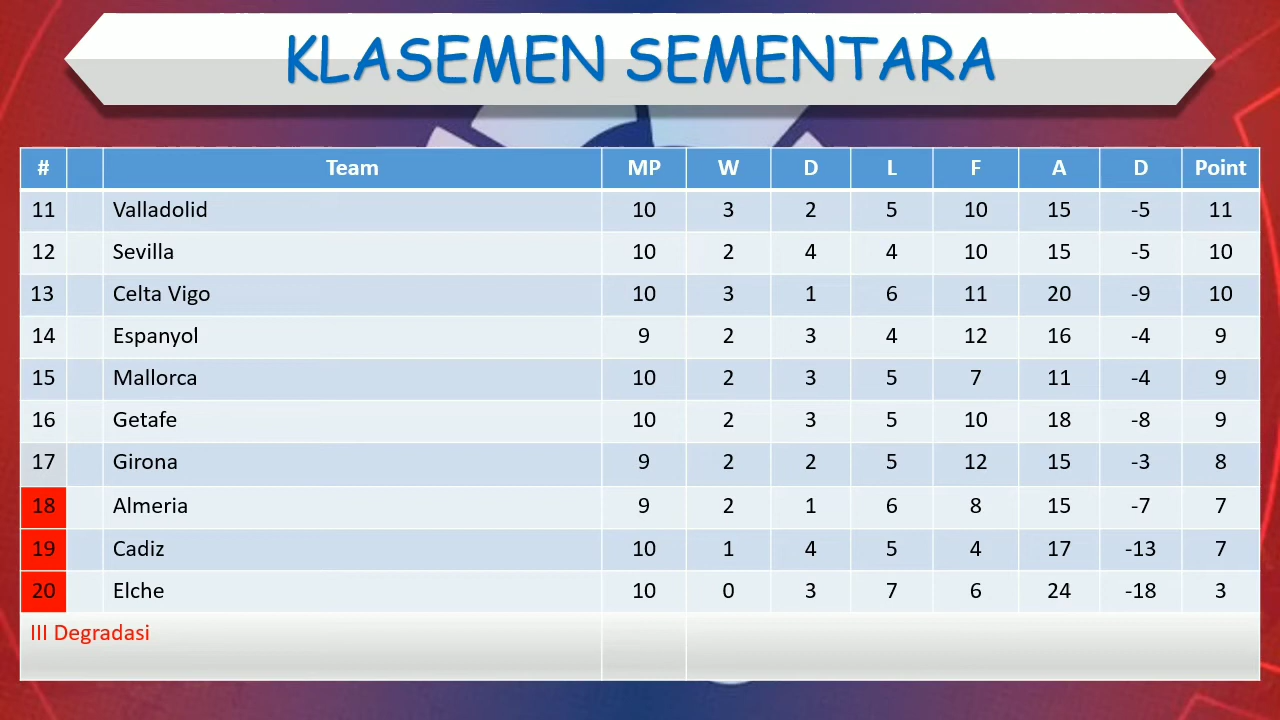 KLASEMEN SEMENTARA
# Team MP W D L F A D Point
11 Valladolid 10 3 2 5 10 15 -5 11
12 Sevilla 10 2 4 4 10 15 -5 10
13 Celta Vigo 10 3 1 6 11 20 -9 10
14 Espanyol 9 2 3 4 12 16 -4 9
15 Mallorca 10 2 3 5 7 11 -4 9
16 Getafe 10 2 3 5 10 18 -8 9
17 Girona 9 2 2 5 12 15 -3 8
18 Almeria 9 2 1 6 8 15 -7 7
19 Cadiz 10 1 4 5 4 17 -13 7
20 Elche 10 0 3 7 6 24 -18 3
III Degradasi